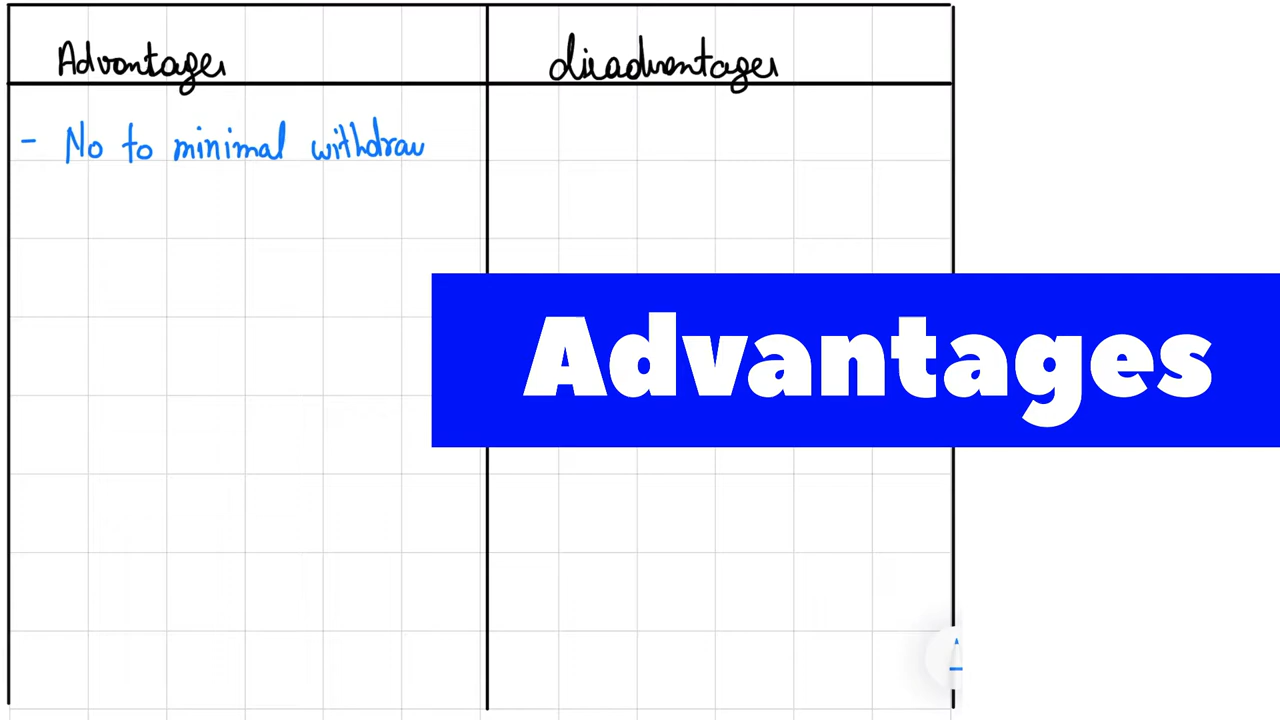 Advantages
disadvantages
- No to minimal withdraw
Advantages